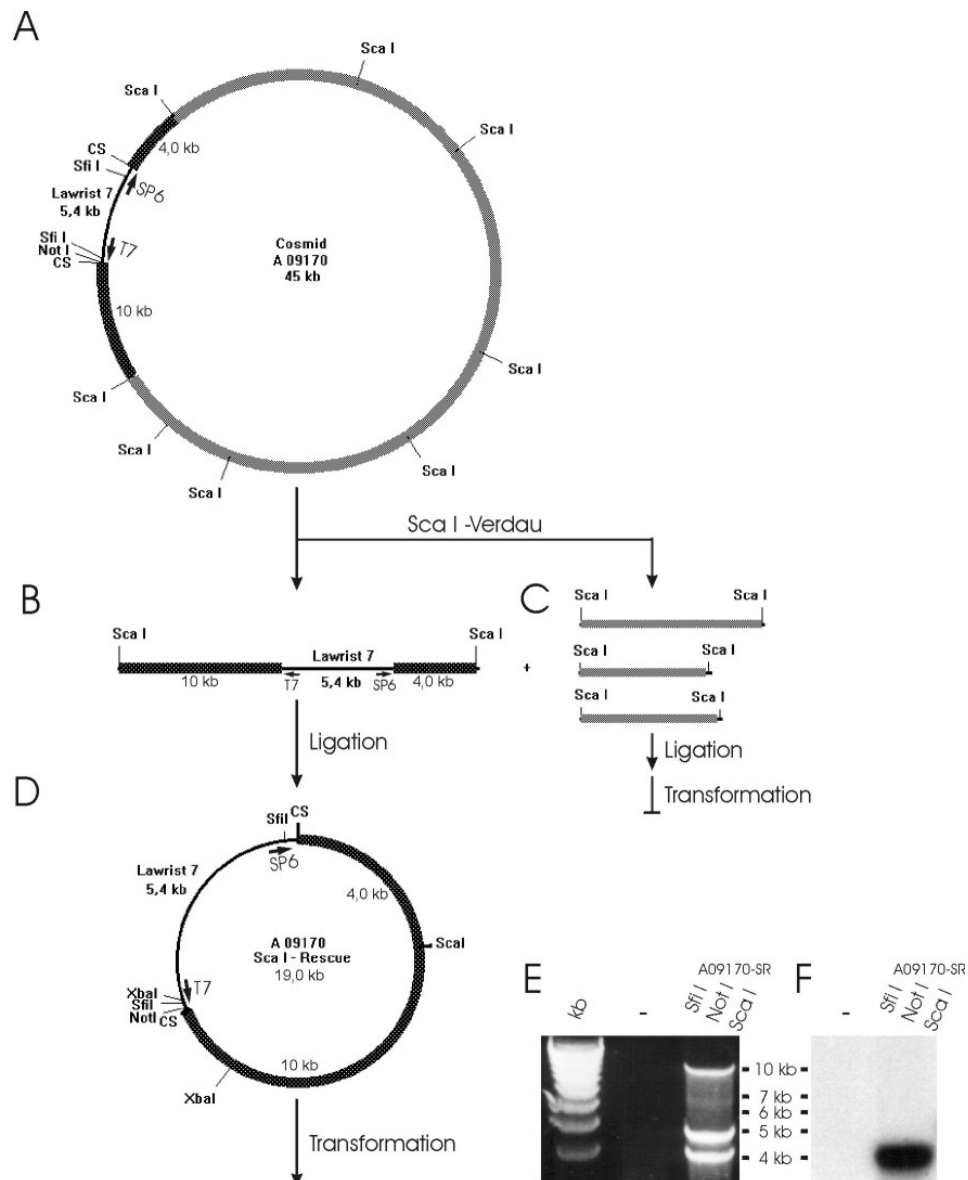 A
Sca I
Sca I
Sca I
CS
Sfi I
4,0 kb
SP6
Lawrist 7
5,4 kb
Sfi I
Not I
CS
T7
Cosmid
A 09170
45 kb
10 kb
Sca I
Sca I
Sca I
Sca I
Sca I
Sca I -Verdau
B
C
Sca I
Sca I
Lawrist 7
10 kb
T7
5,4 kb
SP6
4,0 kb
+
Sca I
Sca I
Sca I
Sca I
Sca I
Sca I
Ligation
Ligation
Transformation
D
SfiI
CS
SP6
Lawrist 7
5,4 kb
4,0 kb
A 09170
Sca I - Rescue
19,0 kb
ScaI
T7
XbaI
SfiI
NotI
CS
10 kb
XbaI
Transformation
E
kb
-
A09170-SR
Sfi I
Not I
Sca I
F
-
A09170-SR
Sfi I
Not I
Sca I
10 kb
7 kb
6 kb
5 kb
4 kb